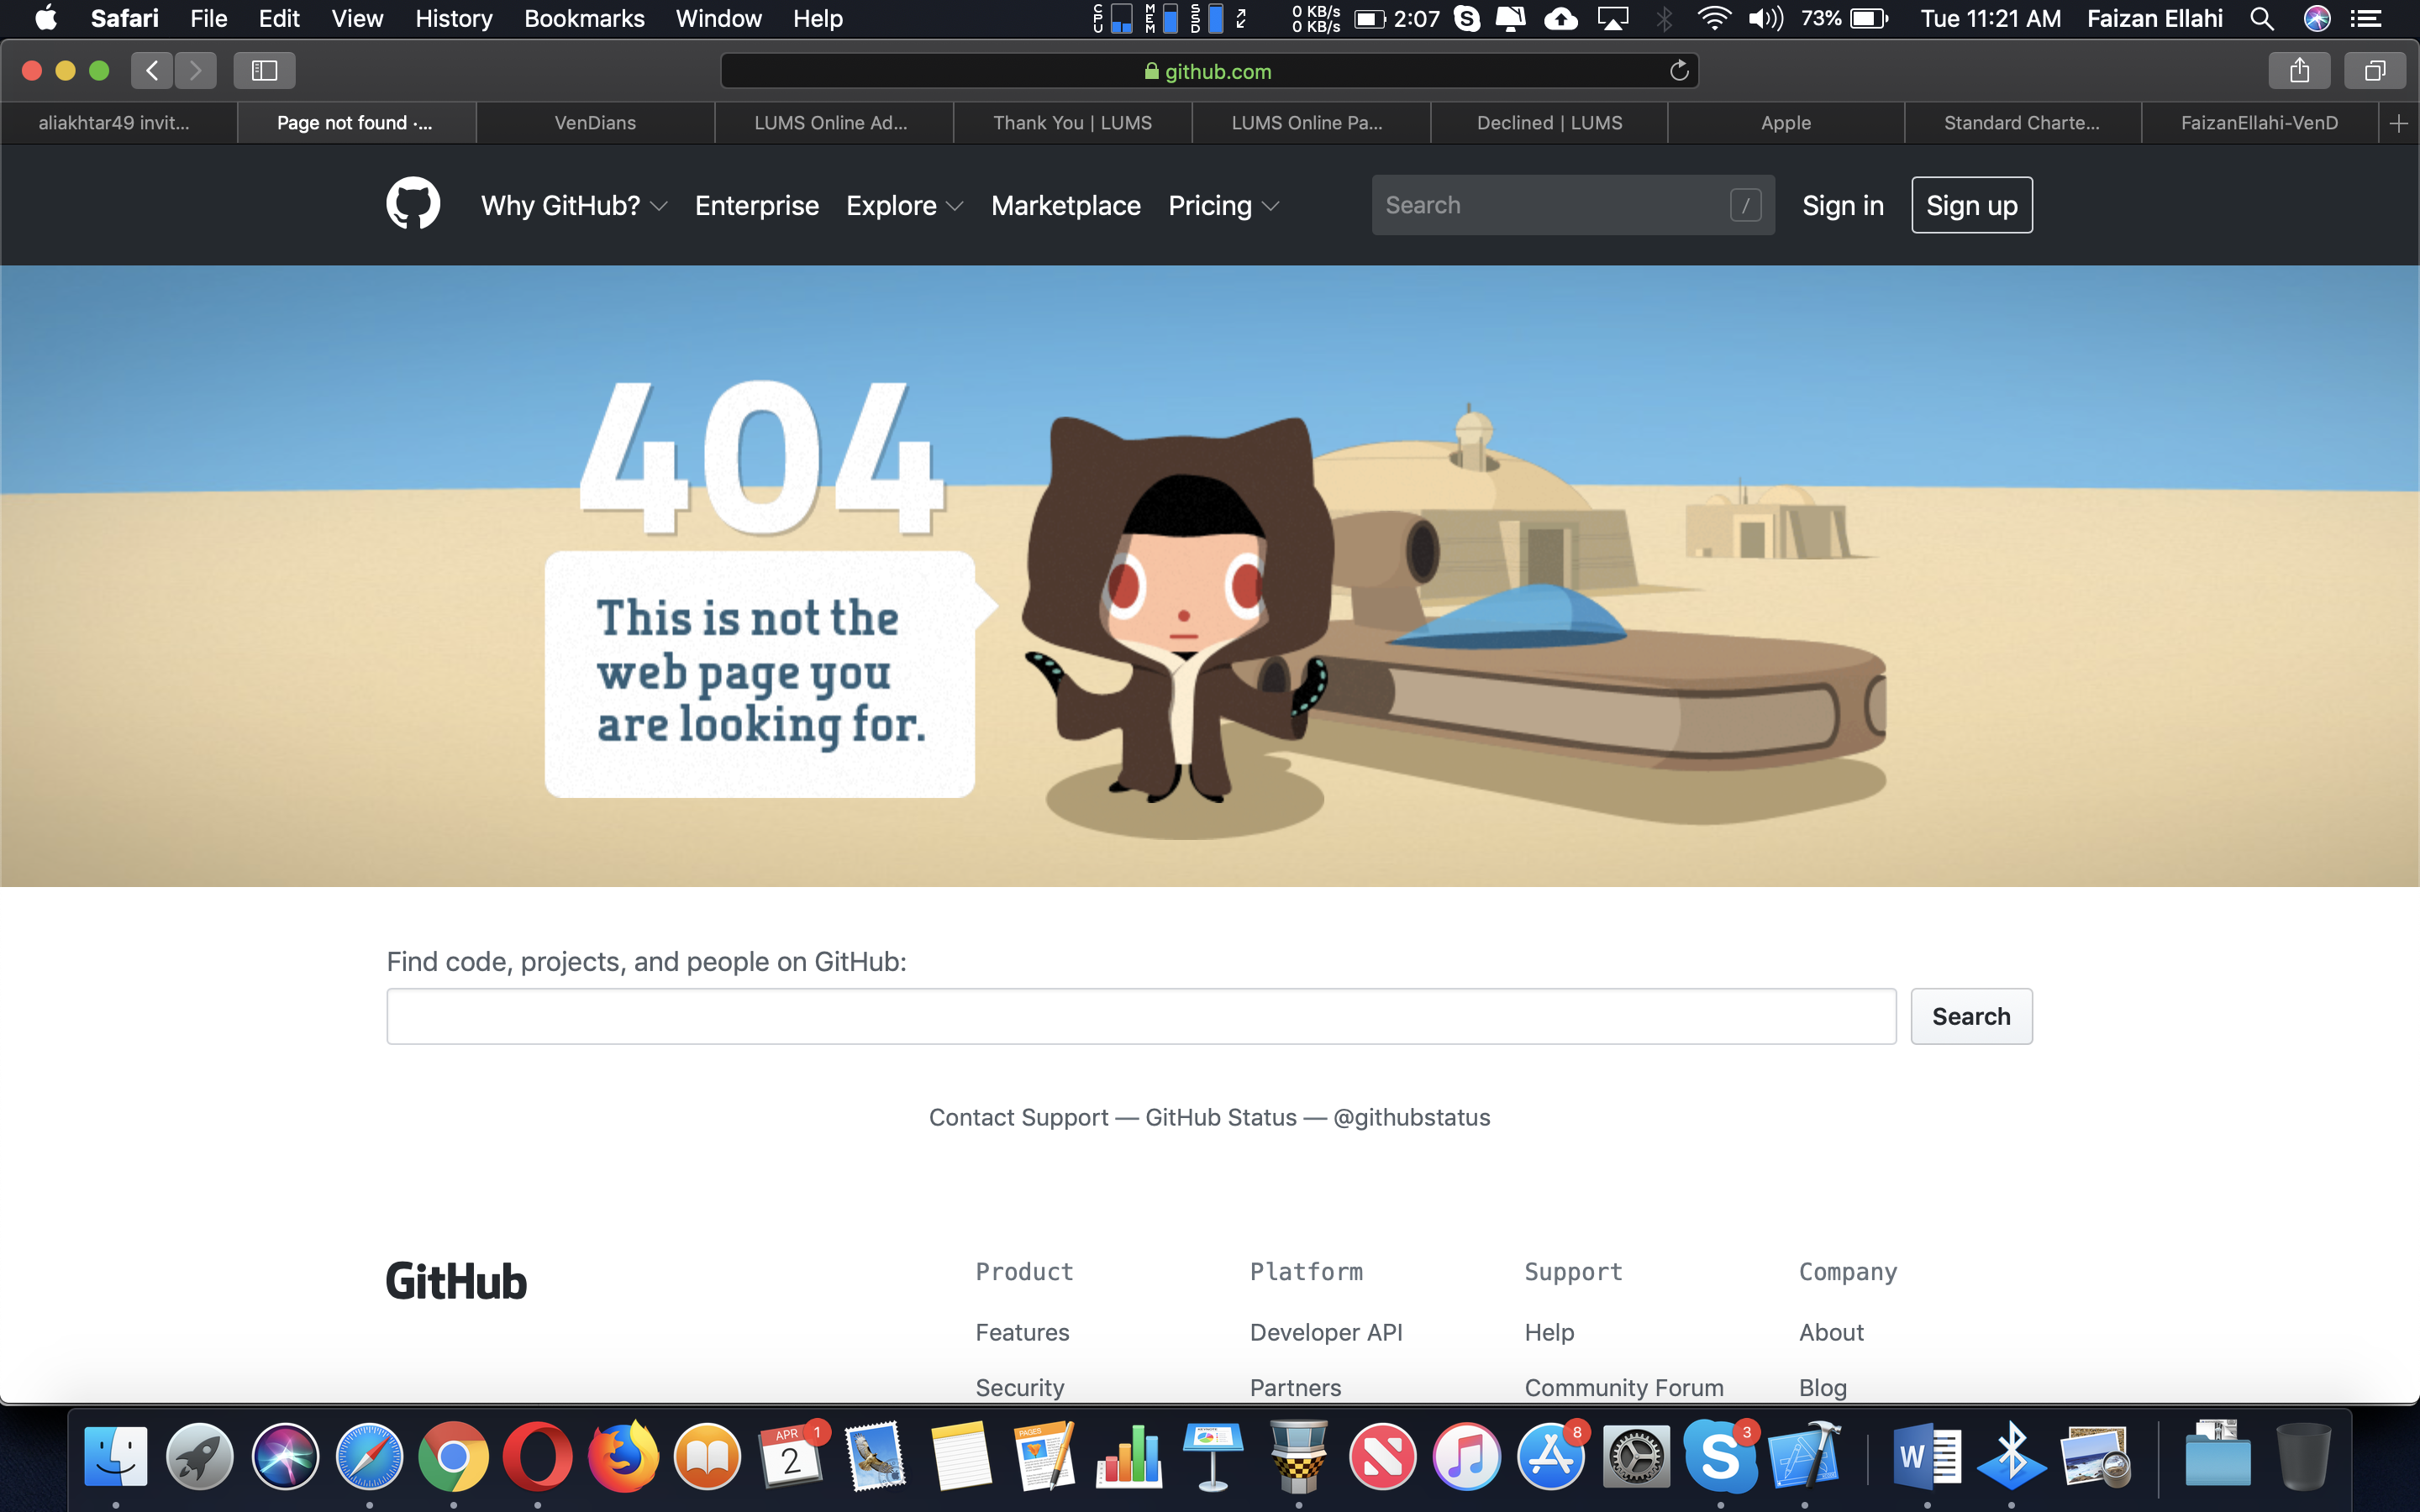 Safari File Edit View History Bookmarks Window Help CPU MEM SSD 0 KB/s 0 KB/s 2:07 73% Tue 11:21 AM Faizan Ellahi
github.com
aliakhtar49 invit... Page not found ·... VenDians LUMS Online Ad... Thank You | LUMS LUMS Online Pa... Declined | LUMS Apple Standard Charte... FaizanEllahi-VenD
Why GitHub? Enterprise Explore Marketplace Pricing Search / Sign in Sign up
404
This is not the
web page you
are looking for.
Find code, projects, and people on GitHub:
Search
Contact Support — GitHub Status — @githubstatus
GitHub Product Platform Support Company
Features Developer API Help About
Security Partners Community Forum Blog
APR 1 PAGES 8 3
2 S W